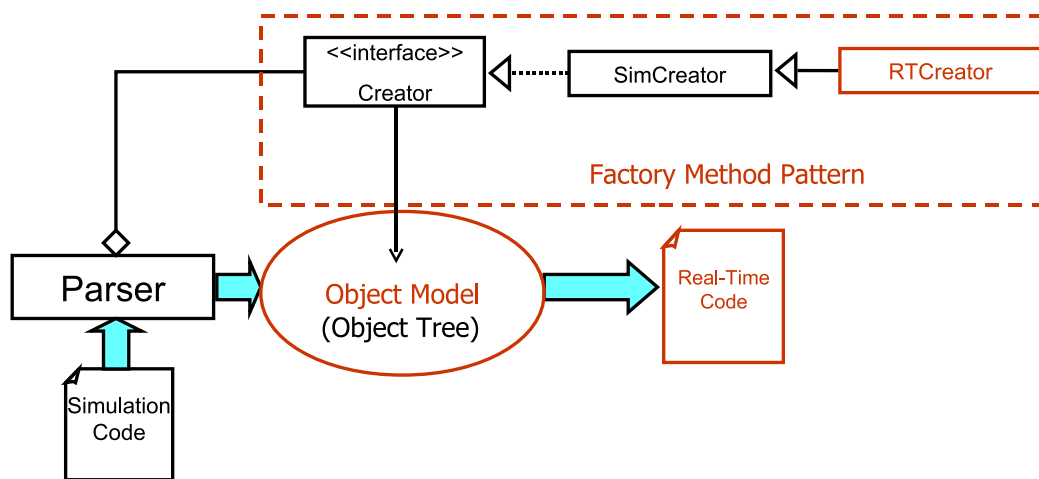 <<interface>>
Creator
SimCreator
RTCreator
Factory Method Pattern
Parser
Object Model
(Object Tree)
Real-Time
Code
Simulation
Code